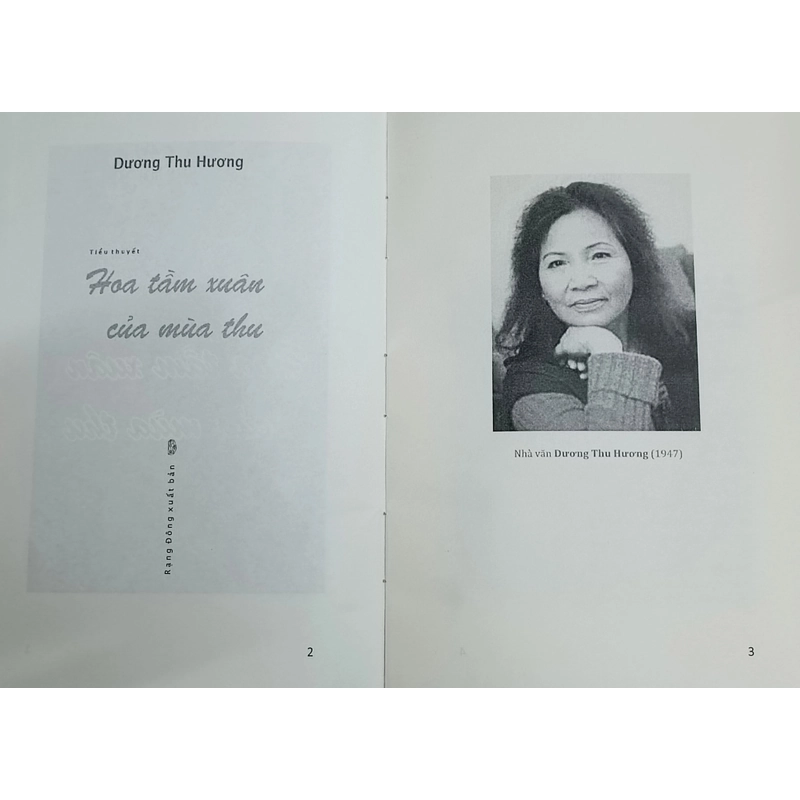 Dương Thu Hương
Tiểu thuyết
Hoa tầm xuân
của mùa thu
Rạng Đông xuất bản
2
Nhà văn Dương Thu Hương (1947)
3